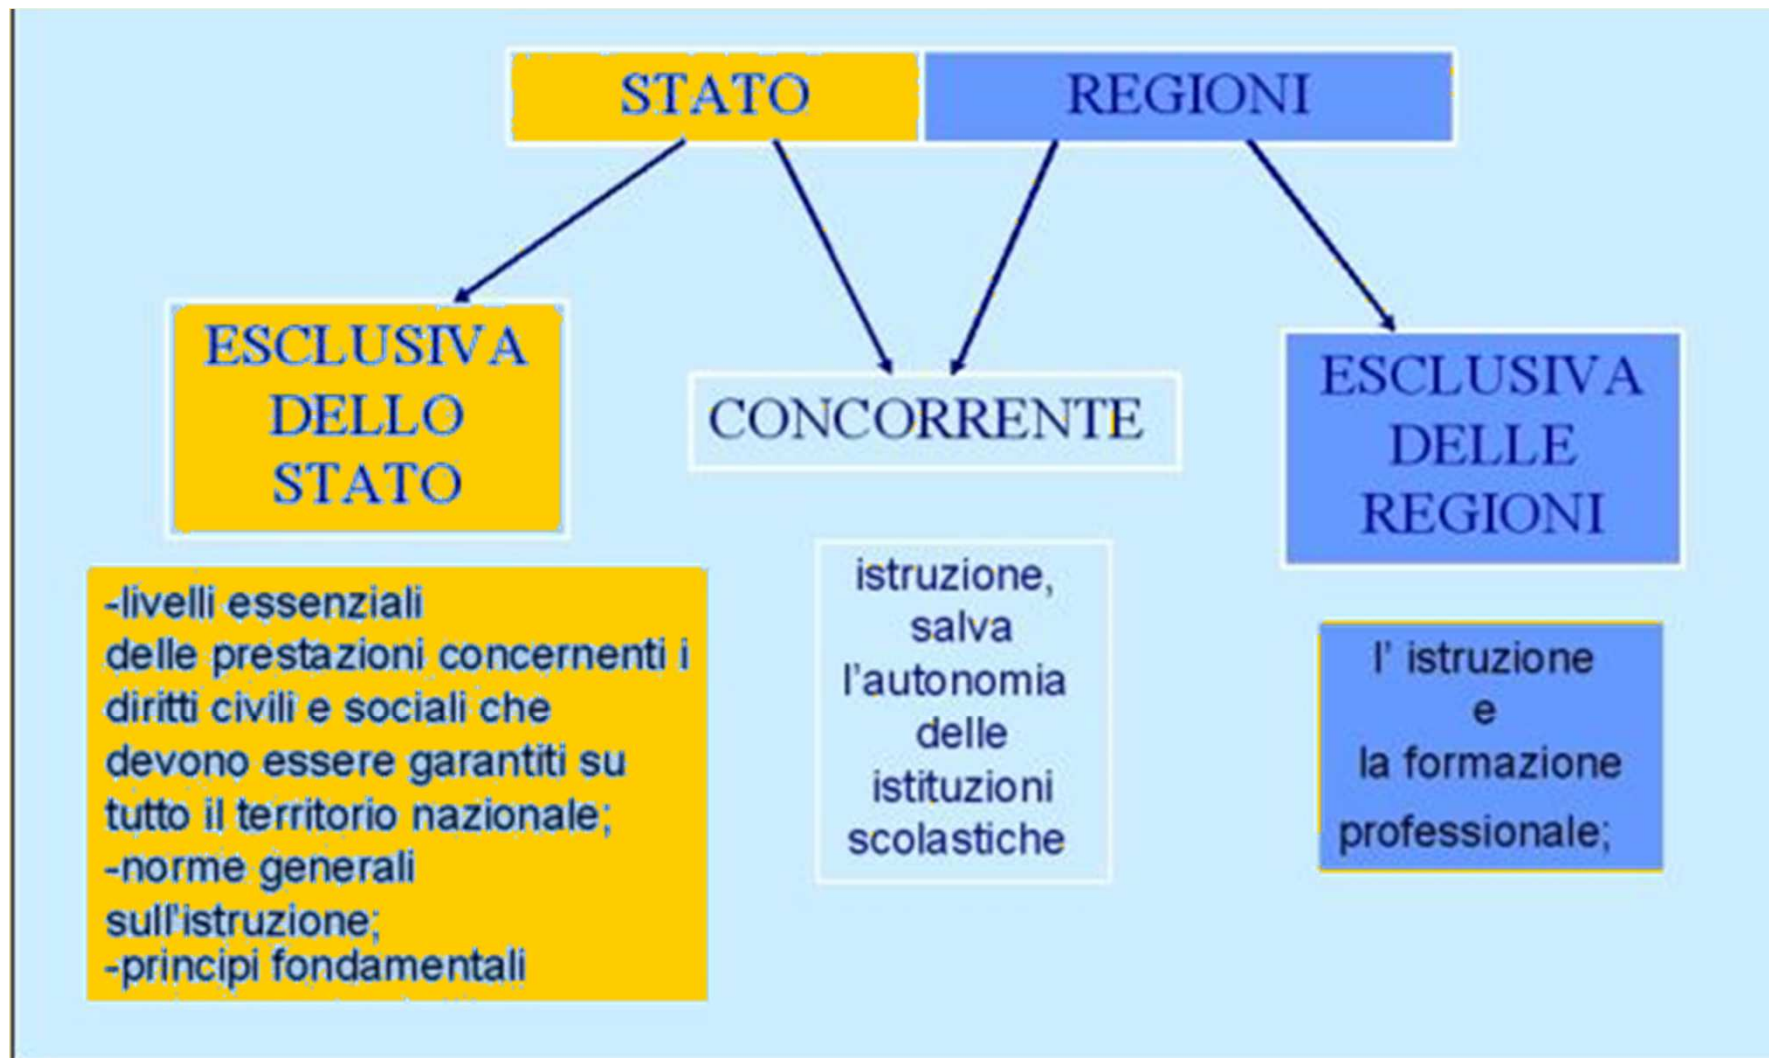 STATO
REGIONI
ESCLUSIVA
DELLO
STATO
CONCORRENTE
ESCLUSIVA
DELLE
REGIONI
-livelli essenziali
delle prestazioni concernenti i
diritti civili e sociali che
devono essere garantiti su
tutto il territorio nazionale;
-norme generali
sull'istruzione;
-principi fondamentali
istruzione,
salva
l'autonomia
delle
istituzioni
scolastiche
l' istruzione
e
la formazione
professionale;